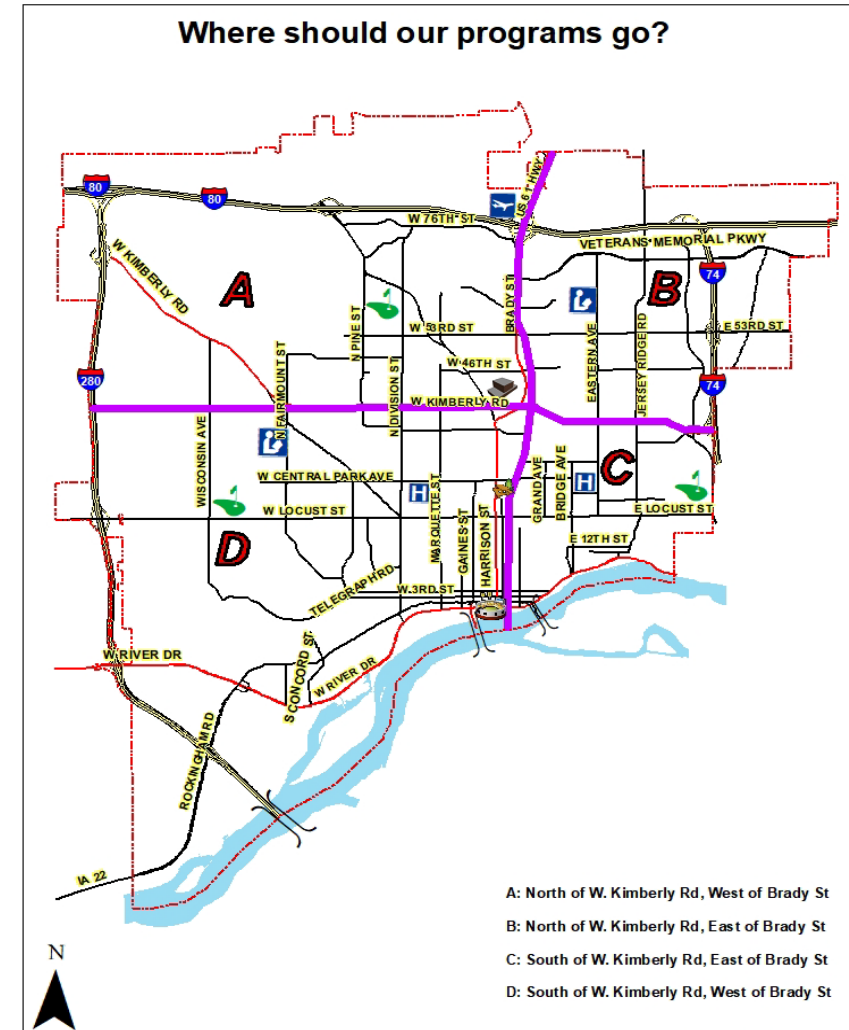 Where should our programs go?
80
80
US 61 HWY
W 76TH ST
VETERANS MEMORIAL PKWY
W KIMBERLY RD
A
B
74
N PINE ST
BRADY ST
W 53RD ST
E 53RD ST
EASTERN AVE
JERSEY RIDGE RD
W 46TH ST
280
74
N FAIRMOUNT ST
N DIVISION ST
W KIMBERLY RD
WISCONSIN AVE
W CENTRAL PARK AVE
C
H
H
MARQUETTE ST
GAINES ST
HARRISON ST
GRAND AVE
BRIDGE AVE
W LOCUST ST
E LOCUST ST
D
E 12TH ST
TELEGRAPH RD
W 3RD ST
W RIVER DR
S CONCORD ST
W RIVER DR
ROCKINGHAM RD
IA 22
A: North of W. Kimberly Rd, West of Brady St
B: North of W. Kimberly Rd, East of Brady St
C: South of W. Kimberly Rd, East of Brady St
D: South of W. Kimberly Rd, West of Brady St
N